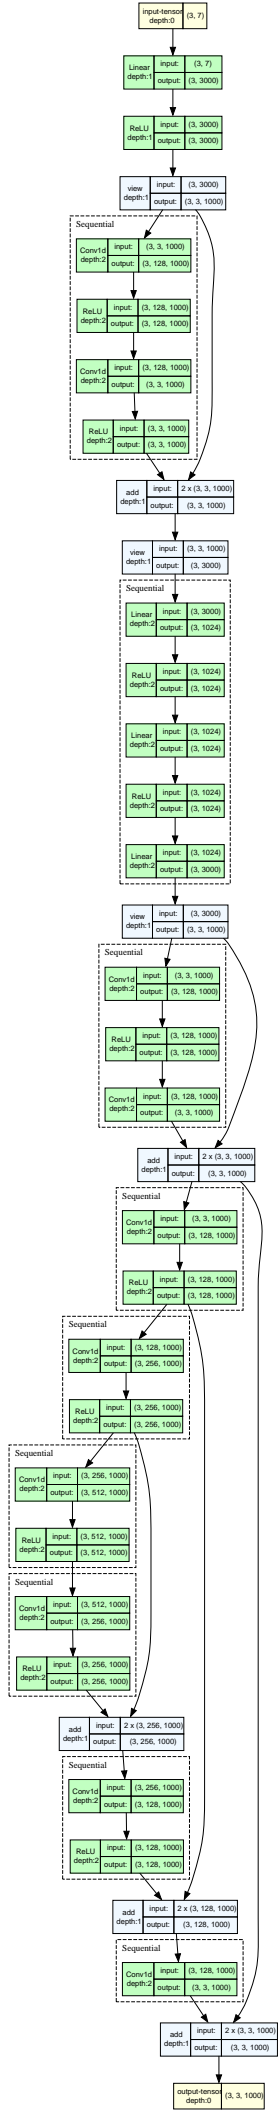 input-tensor depth:0 (3, 7)
Linear depth:1 input: (3, 7)
output: (3, 3000)
ReLU depth:1 input: (3, 3000)
output: (3, 3000)
view depth:1 input: (3, 3000)
output: (3, 3, 1000)
Sequential
Conv1d depth:2 input: (3, 3, 1000)
output: (3, 128, 1000)
ReLU depth:2 input: (3, 128, 1000)
output: (3, 128, 1000)
Conv1d depth:2 input: (3, 128, 1000)
output: (3, 3, 1000)
ReLU depth:2 input: (3, 3, 1000)
output: (3, 3, 1000)
add depth:1 input: 2 x (3, 3, 1000)
output: (3, 3, 1000)
view depth:1 input: (3, 3, 1000)
output: (3, 3000)
Sequential
Linear depth:2 input: (3, 3000)
output: (3, 1024)
ReLU depth:2 input: (3, 1024)
output: (3, 1024)
Linear depth:2 input: (3, 1024)
output: (3, 1024)
ReLU depth:2 input: (3, 1024)
output: (3, 1024)
Linear depth:2 input: (3, 1024)
output: (3, 3000)
view depth:1 input: (3, 3000)
output: (3, 3, 1000)
Sequential
Conv1d depth:2 input: (3, 3, 1000)
output: (3, 128, 1000)
ReLU depth:2 input: (3, 128, 1000)
output: (3, 128, 1000)
Conv1d depth:2 input: (3, 128, 1000)
output: (3, 3, 1000)
add depth:1 input: 2 x (3, 3, 1000)
output: (3, 3, 1000)
Sequential
Conv1d depth:2 input: (3, 3, 1000)
output: (3, 128, 1000)
ReLU depth:2 input: (3, 128, 1000)
output: (3, 128, 1000)
Sequential
Conv1d depth:2 input: (3, 128, 1000)
output: (3, 256, 1000)
ReLU depth:2 input: (3, 256, 1000)
output: (3, 256, 1000)
Sequential
Conv1d depth:2 input: (3, 256, 1000)
output: (3, 512, 1000)
ReLU depth:2 input: (3, 512, 1000)
output: (3, 512, 1000)
Sequential
Conv1d depth:2 input: (3, 512, 1000)
output: (3, 256, 1000)
ReLU depth:2 input: (3, 256, 1000)
output: (3, 256, 1000)
add depth:1 input: 2 x (3, 256, 1000)
output: (3, 256, 1000)
Sequential
Conv1d depth:2 input: (3, 256, 1000)
output: (3, 128, 1000)
ReLU depth:2 input: (3, 128, 1000)
output: (3, 128, 1000)
add depth:1 input: 2 x (3, 128, 1000)
output: (3, 128, 1000)
Sequential
Conv1d depth:2 input: (3, 128, 1000)
output: (3, 3, 1000)
add depth:1 input: 2 x (3, 3, 1000)
output: (3, 3, 1000)
output-tensor depth:0 (3, 3, 1000)